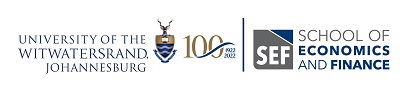 UNIVERSITY OF THE
WITWATERSRAND,
JOHANNESBURG
100
1922
2022
SEF
SCHOOL OF
ECONOMICS
AND FINANCE